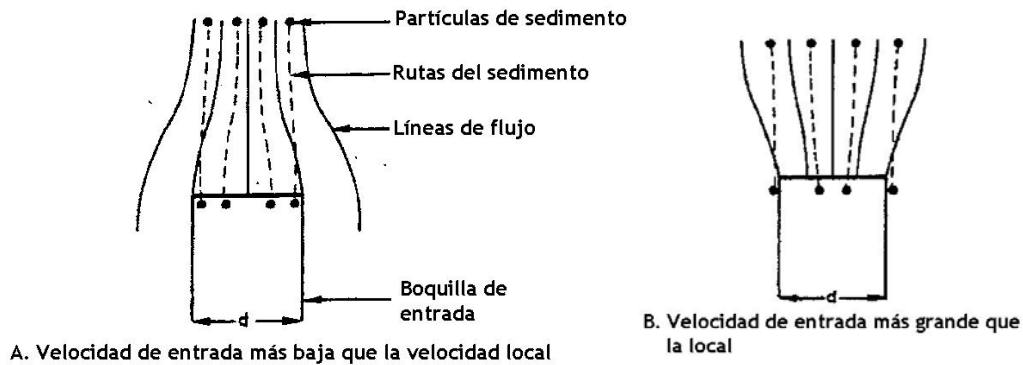 Partículas de sedimento
Rutas del sedimento
Líneas de flujo
Boquilla de
entrada
d
A. Velocidad de entrada más baja que la velocidad local
d
B. Velocidad de entrada más grande que
la local